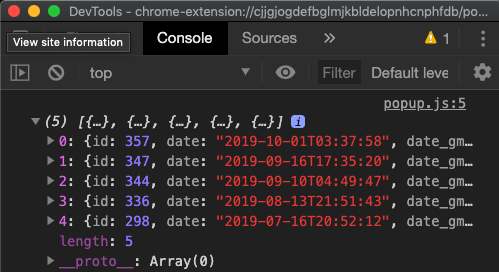 DevTools - chrome-extension://cjjgjogdefbglmjkbldelopnhcnphfdb/po...
View site information
Console
Sources
»
1
top
Filter
Default leve
popup.js:5
(5) [{…}, {…}, {…}, {…}, {…}] i
0: {id: 357, date: "2019-10-01T03:37:58", date_gm…
1: {id: 347, date: "2019-09-16T17:35:20", date_gm…
2: {id: 344, date: "2019-09-10T04:49:47", date_gm…
3: {id: 336, date: "2019-08-13T21:51:43", date_gm…
4: {id: 298, date: "2019-07-16T20:52:12", date_gm…
length: 5
__proto__: Array(0)